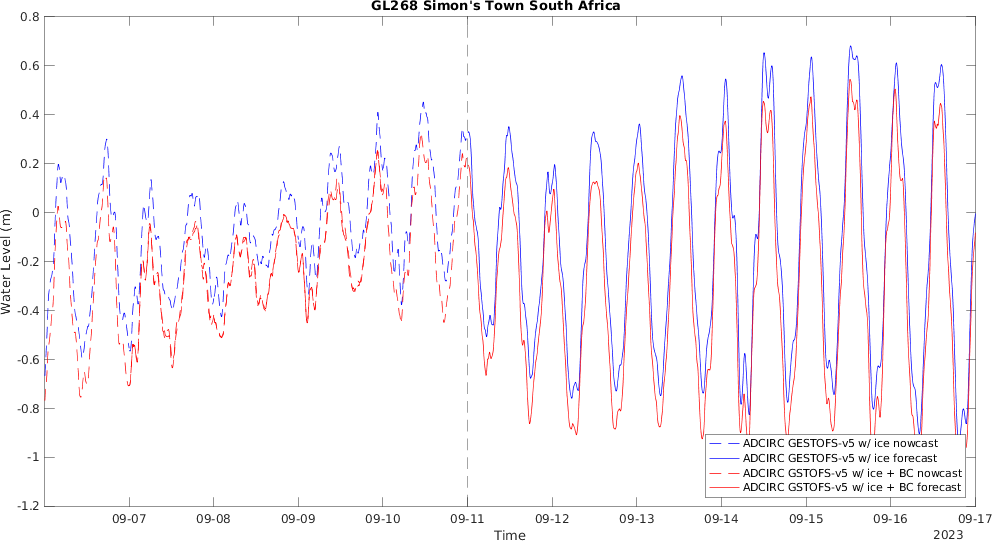 GL268 Simon's Town South Africa
0.8
0.6
0.4
0.2
0
-0.2
-0.4
-0.6
-0.8
-1
-1.2
Water Level (m)
ADCIRC GESTOFS-v5 w/ ice nowcast
ADCIRC GESTOFS-v5 w/ ice forecast
ADCIRC GSTOFS-v5 w/ ice + BC nowcast
ADCIRC GSTOFS-v5 w/ ice + BC forecast
09-07 09-08 09-09 09-10 09-11 09-12 09-13 09-14 09-15 09-16 09-17
Time
2023